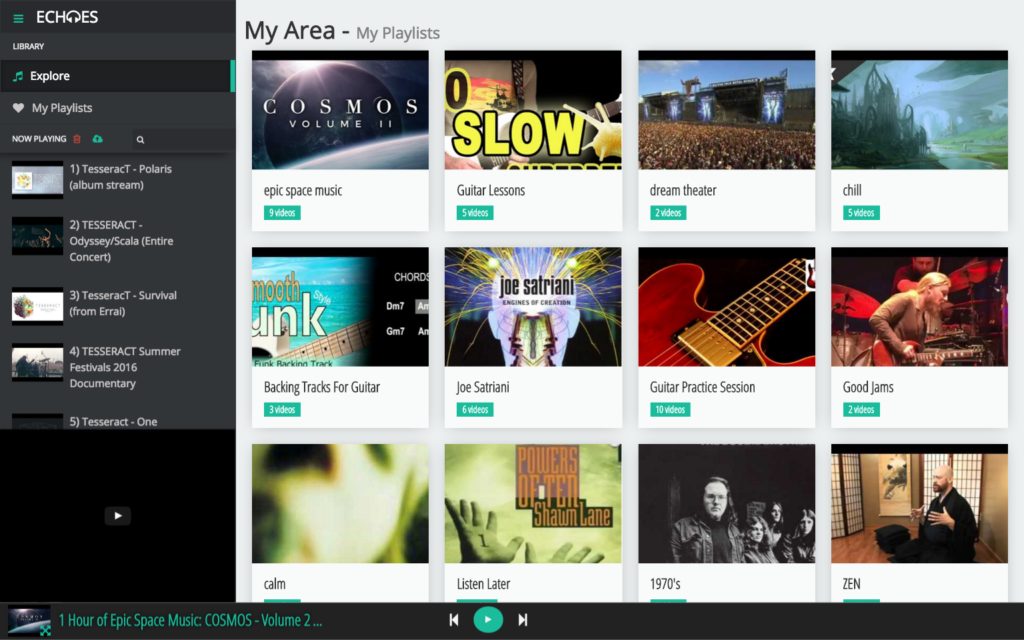 ECHOES
LIBRARY
Explore
My Playlists
NOW PLAYING
1) TesseracT - Polaris
(album stream)
2) TESSERACT -
Odyssey/Scala (Entire
Concert)
3) TesseracT - Survival
(from Errai)
4) TESSERACT Summer
Festivals 2016
Documentary
5) Tesseract - One
My Area - My Playlists
COSMOS
VOLUME II
epic space music
9 videos
SLOW
Guitar Lessons
5 videos
dream theater
2 videos
chill
5 videos
mooth
Style
unk
CHORDS
Dm7 Am
Gm7 Am
Funk Backing Track
Backing Tracks For Guitar
3 videos
joe satriani
ENGINES OF CREATION
Joe Satriani
6 videos
Guitar Practice Session
10 videos
Good Jams
2 videos
calm
POWERS
OF TEN
Shawn Lane
Listen Later
1970's
ZEN
1 Hour of Epic Space Music: COSMOS - Volume 2 ...